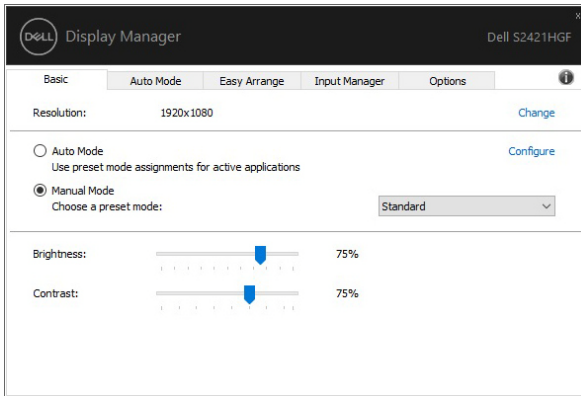 DELL Display Manager
Dell S2421HGF
Basic Auto Mode Easy Arrange Input Manager Options
Resolution: 1920x1080 Change
Auto Mode Configure
Use preset mode assignments for active applications
Manual Mode
Choose a preset mode: Standard
Brightness: 75%
Contrast: 75%